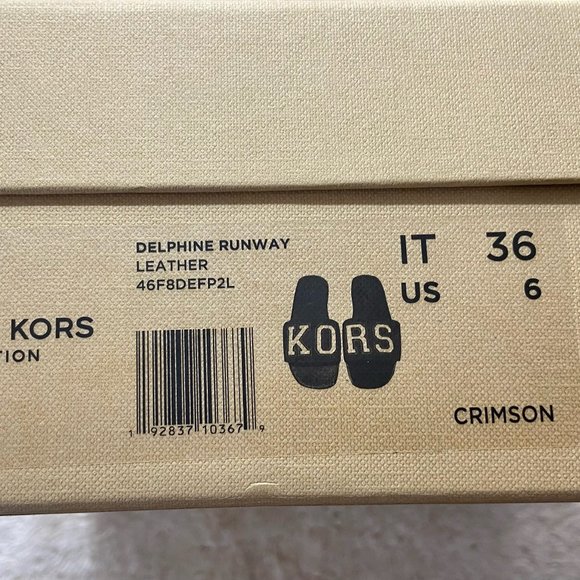 DELPHINE RUNWAY
LEATHER
46F8DEFP2L
IT 36
US 6
KORS
TION
KORS
1 92837 10367 9
CRIMSON